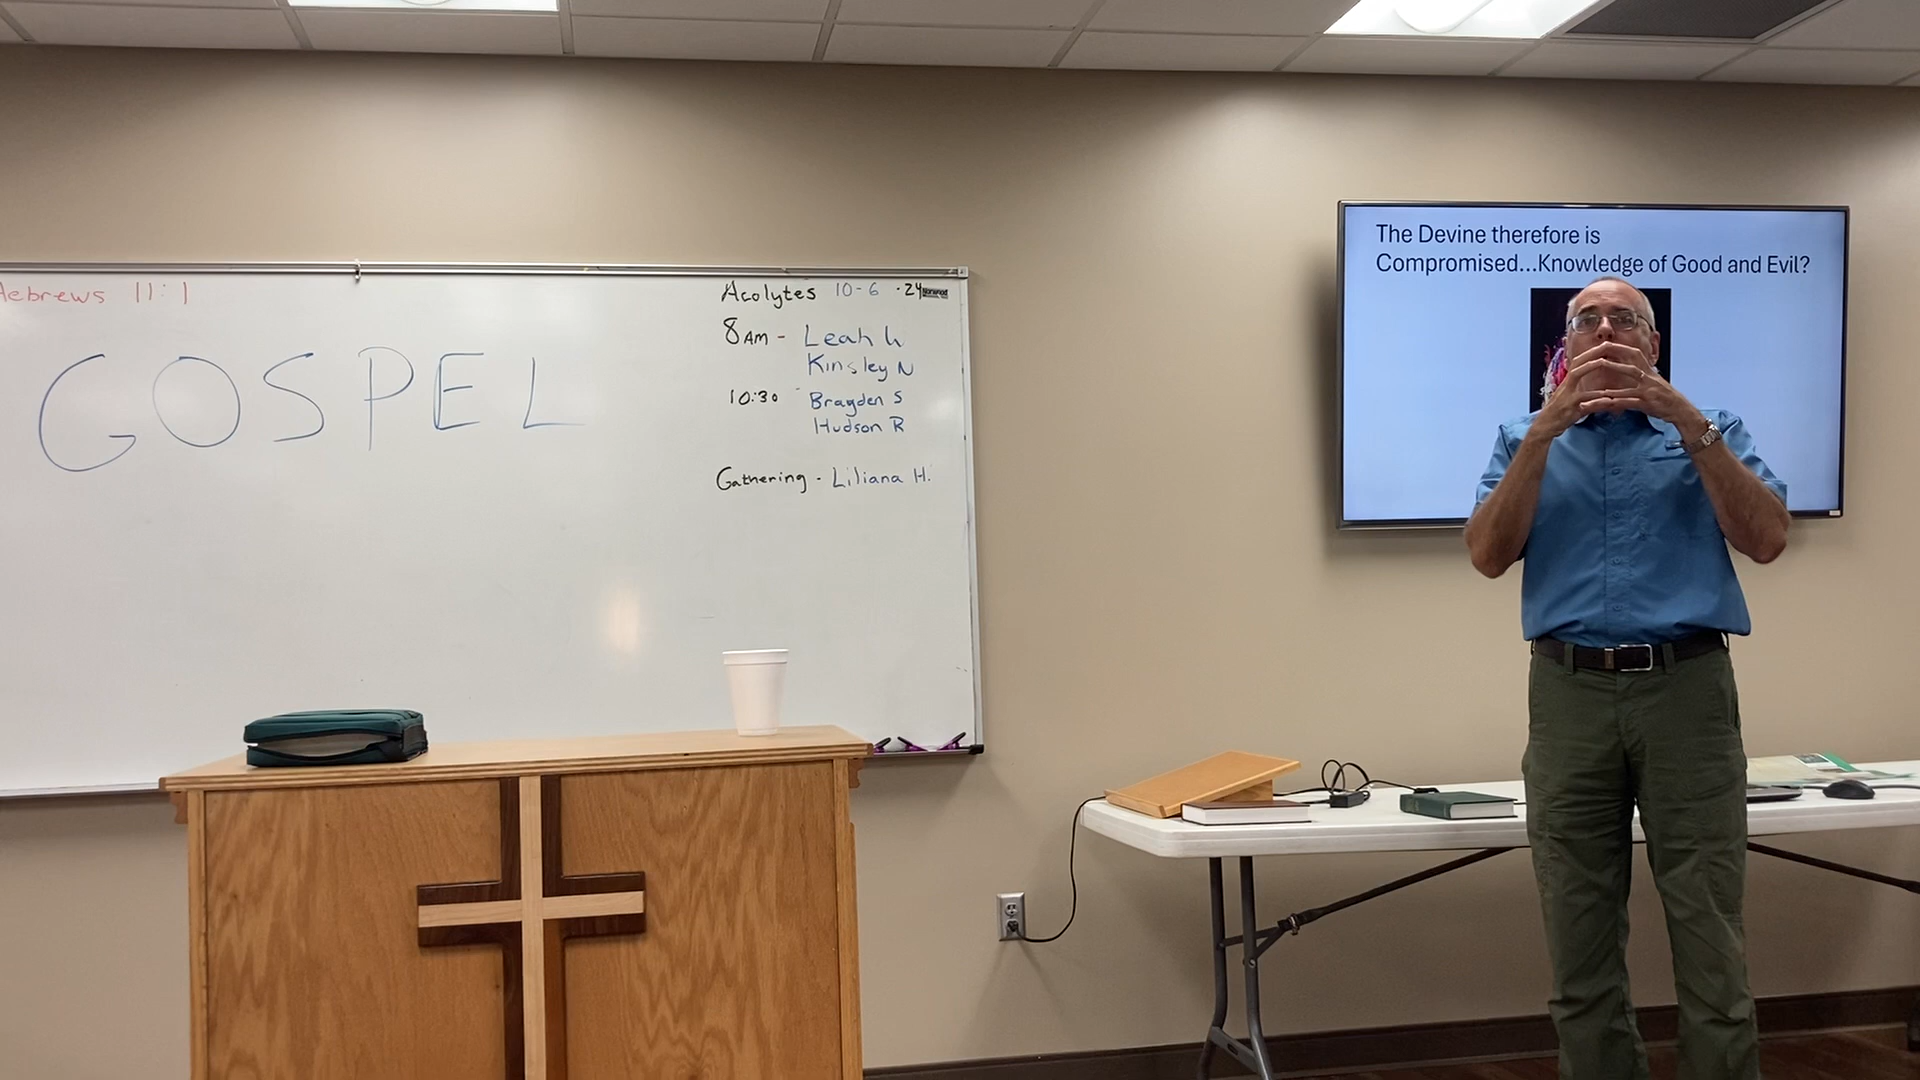 Hebrews 11:1
GOSPEL
Acolytes 10-6-24
8AM - Leah W
Kinsley N
10:30 - Brayden S
Hudson R
Gathering - Liliana H.
The Devine therefore is
Compromised...Knowledge of Good and Evil?